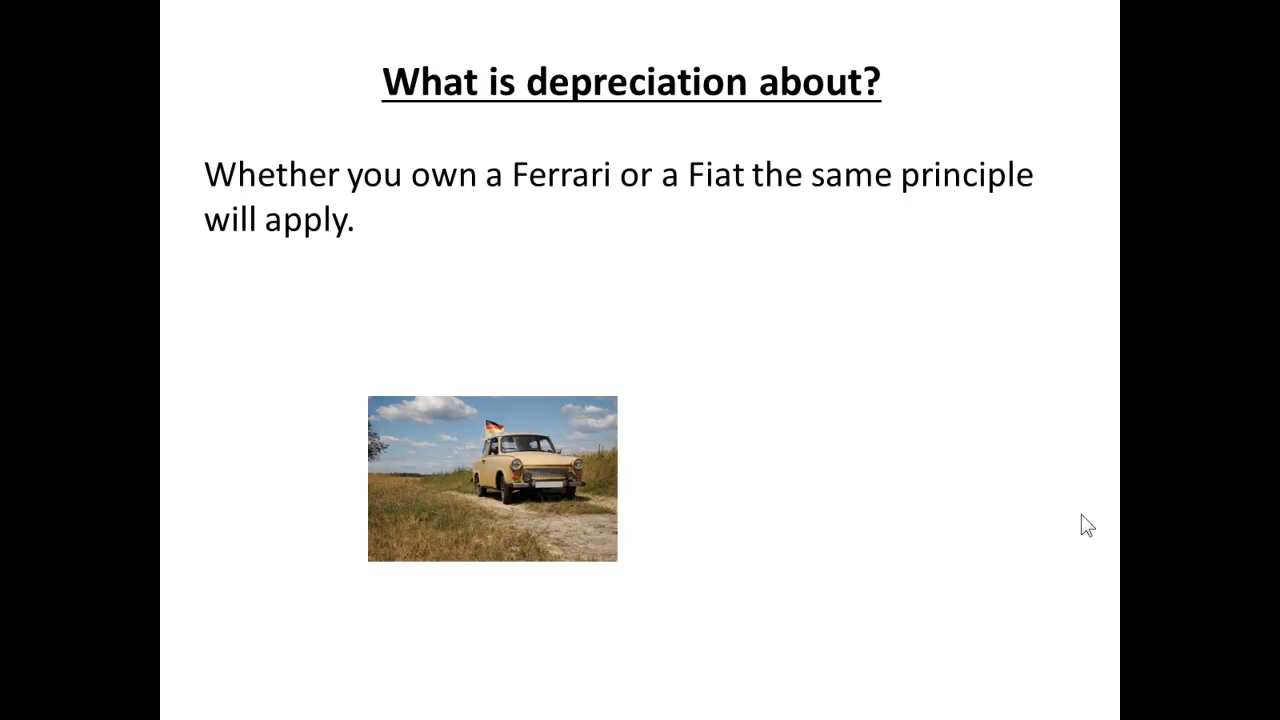 What is depreciation about?
Whether you own a Ferrari or a Fiat the same principle
will apply.